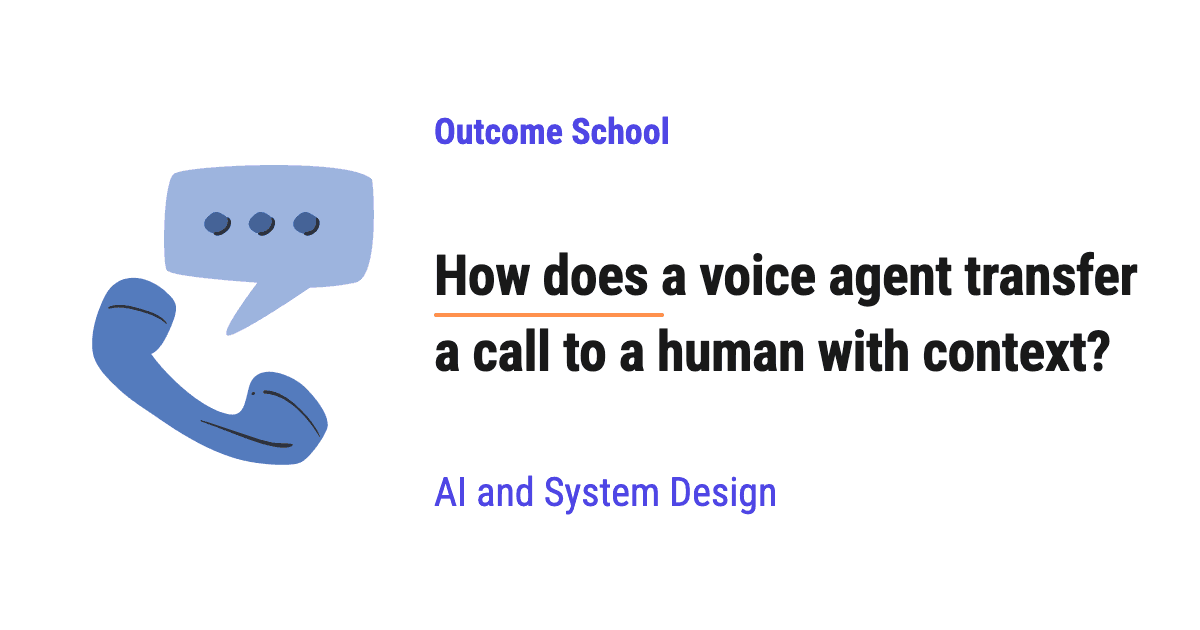 Outcome School
How does a voice agent transfer
a call to a human with context?
AI and System Design